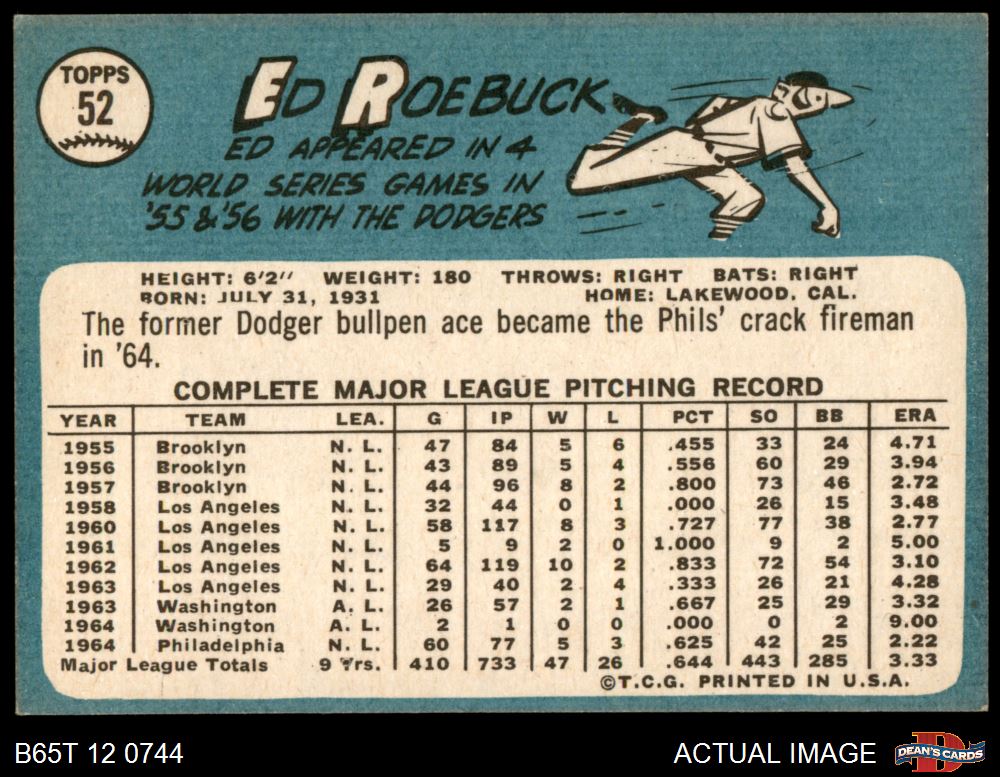 TOPPS
52
ED ROEBUCK
ED APPEARED IN 4
WORLD SERIES GAMES IN
'55 & '56 WITH THE DODGERS
HEIGHT: 6'2" WEIGHT: 180 THROWS: RIGHT BATS: RIGHT
BORN: JULY 31, 1931 HOME: LAKEWOOD, CAL.
The former Dodger bullpen ace became the Phils' crack fireman
in '64.
COMPLETE MAJOR LEAGUE PITCHING RECORD
YEAR TEAM LEA. G IP W L PCT SO BB ERA
1955 Brooklyn N. L. 47 84 5 6 .455 33 24 4.71
1956 Brooklyn N. L. 43 89 5 4 .556 60 29 3.94
1957 Brooklyn N. L. 44 96 8 2 .800 73 46 2.72
1958 Los Angeles N. L. 32 44 0 1 .000 26 15 3.48
1960 Los Angeles N. L. 58 117 8 3 .727 77 38 2.77
1961 Los Angeles N. L. 5 9 2 0 1.000 9 2 5.00
1962 Los Angeles N. L. 64 119 10 2 .833 72 54 3.10
1963 Los Angeles N. L. 29 40 2 4 .333 26 21 4.28
1963 Washington A. L. 26 57 2 1 .667 25 29 3.32
1964 Washington A. L. 2 1 0 0 .000 0 2 9.00
1964 Philadelphia N. L. 60 77 5 3 .625 42 25 2.22
Major League Totals 9 Yrs. 410 733 47 26 .644 443 285 3.33
©T.C.G. PRINTED IN U.S.A.
B65T 12 0744 ACTUAL IMAGE
D
DEAN'S CARDS